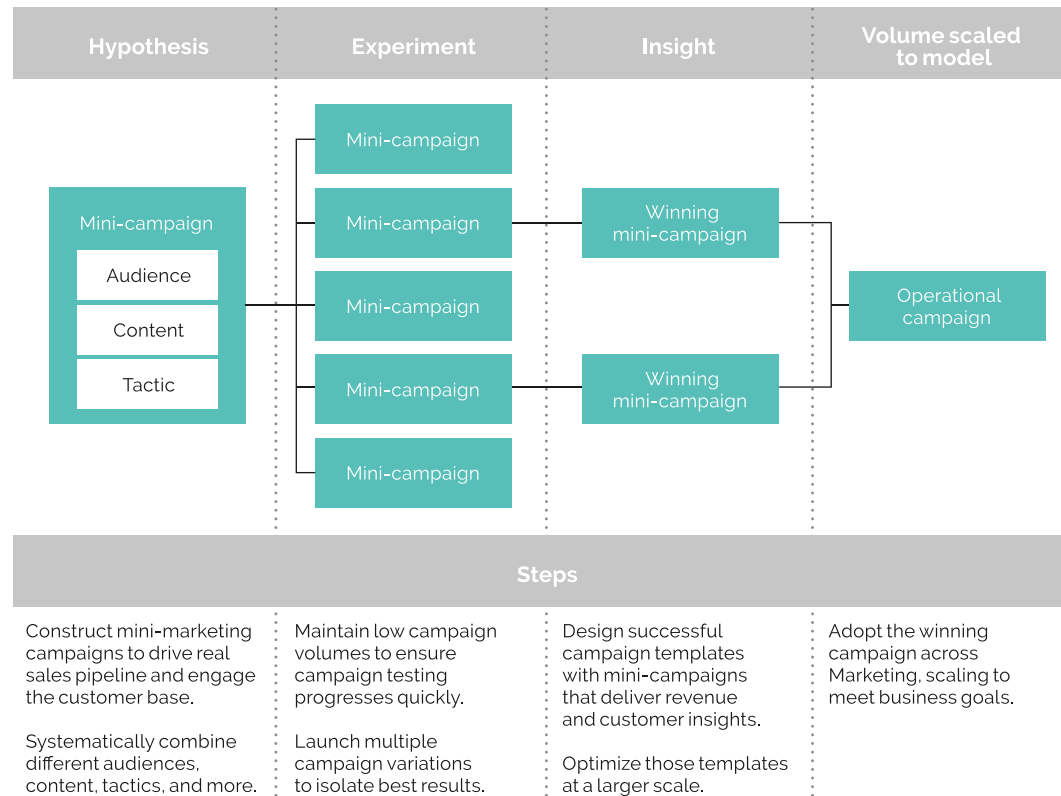 Hypothesis
Experiment
Insight
Volume scaled
to model
Mini-campaign
Audience
Content
Tactic
Mini-campaign
Mini-campaign
Mini-campaign
Mini-campaign
Mini-campaign
Winning
mini-campaign
Winning
mini-campaign
Operational
campaign
Steps
Construct mini-marketing
campaigns to drive real
sales pipeline and engage
the customer base.
Systematically combine
different audiences,
content, tactics, and more.
Maintain low campaign
volumes to ensure
campaign testing
progresses quickly.
Launch multiple
campaign variations
to isolate best results.
Design successful
campaign templates
with mini-campaigns
that deliver revenue
and customer insights.
Optimize those templates
at a larger scale.
Adopt the winning
campaign across
Marketing, scaling to
meet business goals.